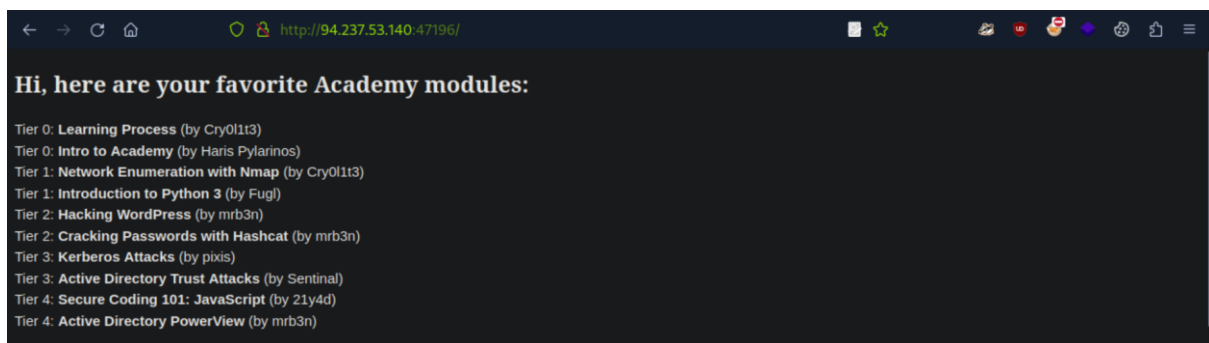 http://94.237.53.140:47196/
Hi, here are your favorite Academy modules:
Tier 0: Learning Process (by Cry0l1t3)
Tier 0: Intro to Academy (by Haris Pylarinos)
Tier 1: Network Enumeration with Nmap (by Cry0l1t3)
Tier 1: Introduction to Python 3 (by Fugl)
Tier 2: Hacking WordPress (by mrb3n)
Tier 2: Cracking Passwords with Hashcat (by mrb3n)
Tier 3: Kerberos Attacks (by pixis)
Tier 3: Active Directory Trust Attacks (by Sentinal)
Tier 4: Secure Coding 101: JavaScript (by 21y4d)
Tier 4: Active Directory PowerView (by mrb3n)